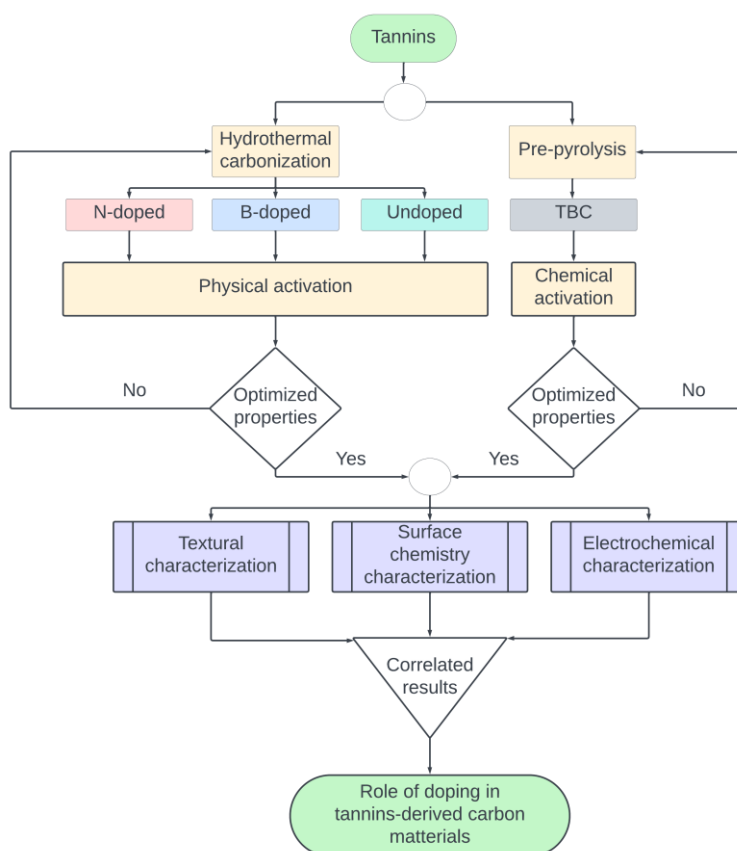 Tannins
Hydrothermal
carbonization
Pre-pyrolysis
N-doped
B-doped
Undoped
TBC
Physical activation
Chemical
activation
No
Optimized
properties
Optimized
properties
No
Yes
Yes
Textural
characterization
Surface
chemistry
characterization
Electrochemical
characterization
Correlated
results
Role of doping in
tannins-derived carbon
matterials